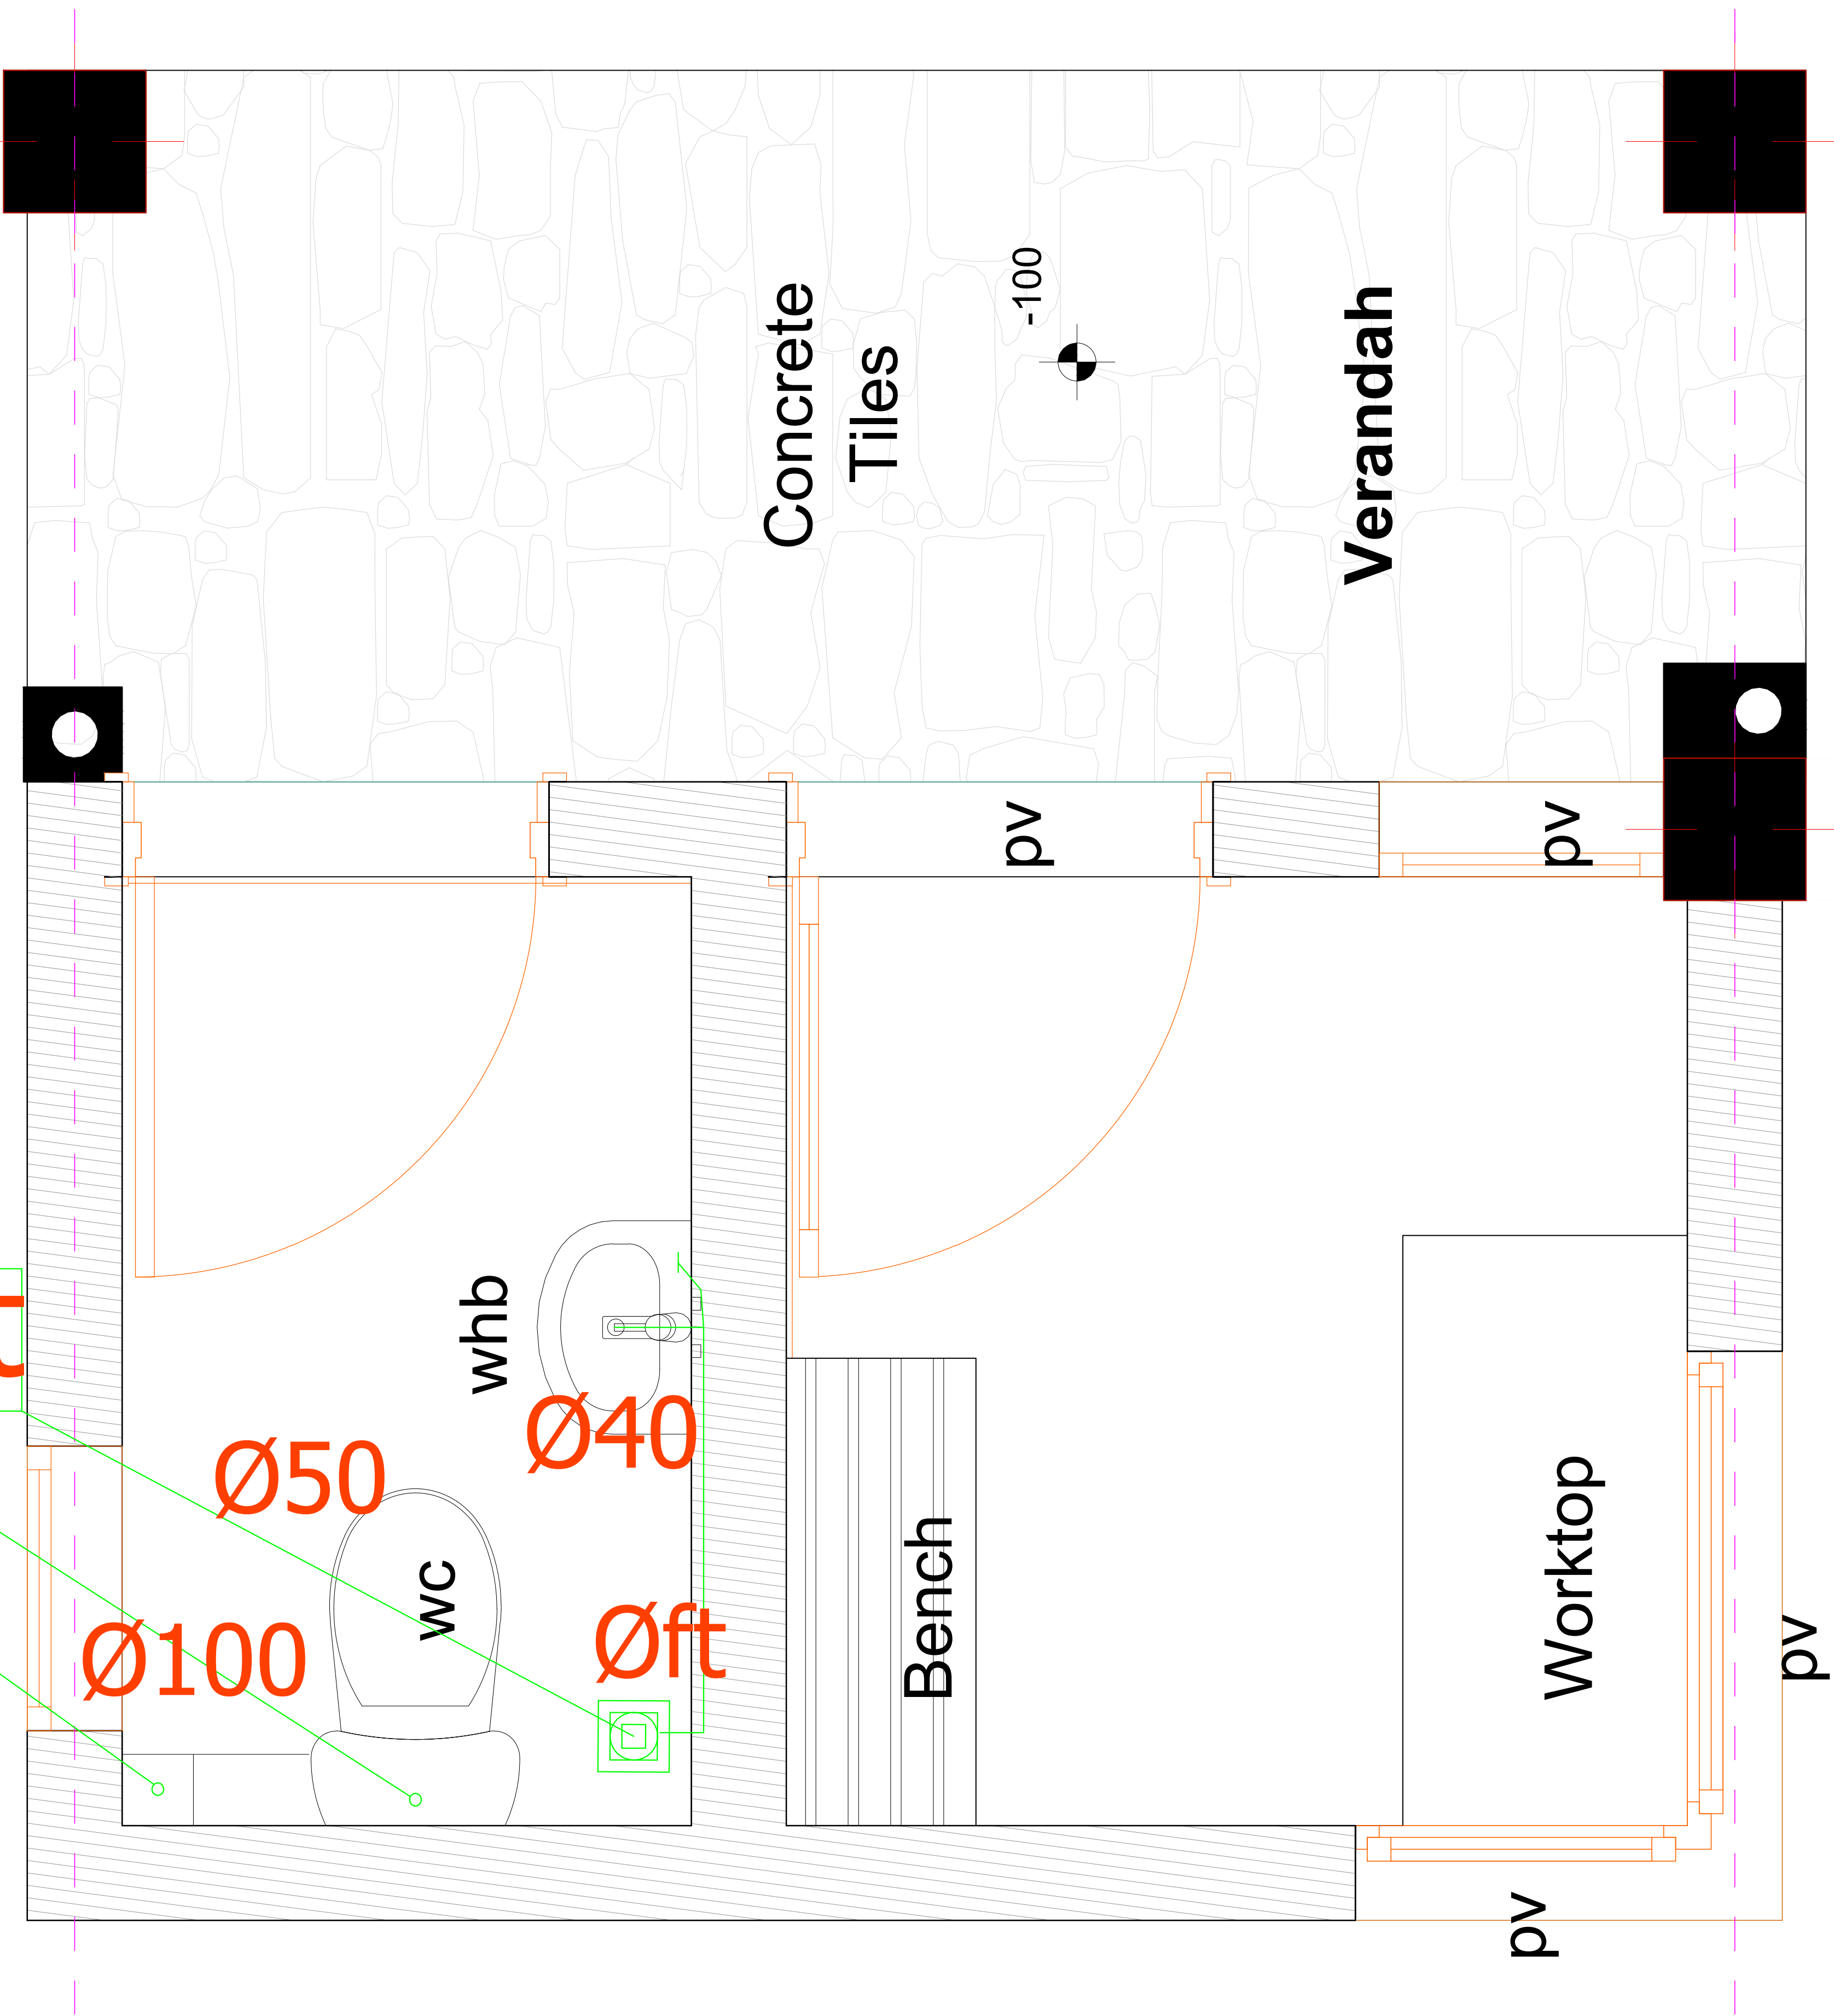 Concrete
Tiles
-100
Verandah
pv
pv
whb
Ø40
Ø50
wc
Øft
Ø100
Bench
Worktop
pv
pv